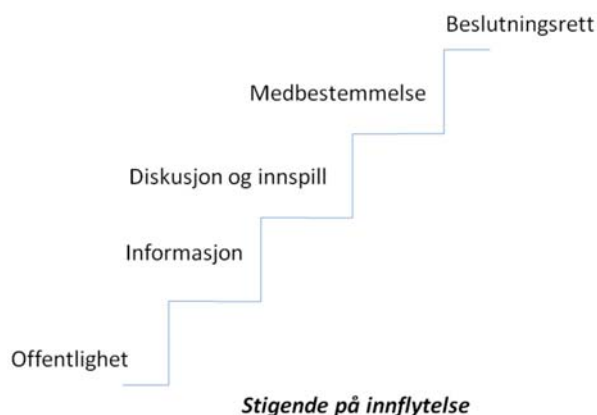 Beslutningsrett
Medbestemmelse
Diskusjon og innspill
Informasjon
Offentlighet
Stigende på innflytelse